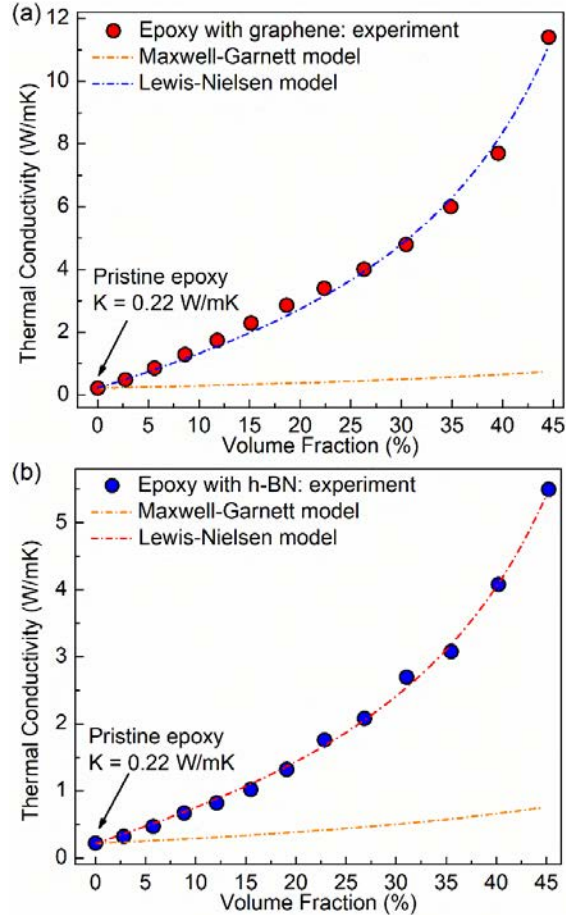 (a)
Epoxy with graphene: experiment
Maxwell-Garnett model
Lewis-Nielsen model
Thermal Conductivity (W/mK)
12
10
8
6
4
2
0
Pristine epoxy
K = 0.22 W/mK
0 5 10 15 20 25 30 35 40 45
Volume Fraction (%)
(b)
Epoxy with h-BN: experiment
Maxwell-Garnett model
Lewis-Nielsen model
Thermal Conductivity (W/mK)
5
4
3
2
1
0
Pristine epoxy
K = 0.22 W/mK
0 5 10 15 20 25 30 35 40 45
Volume Fraction (%)